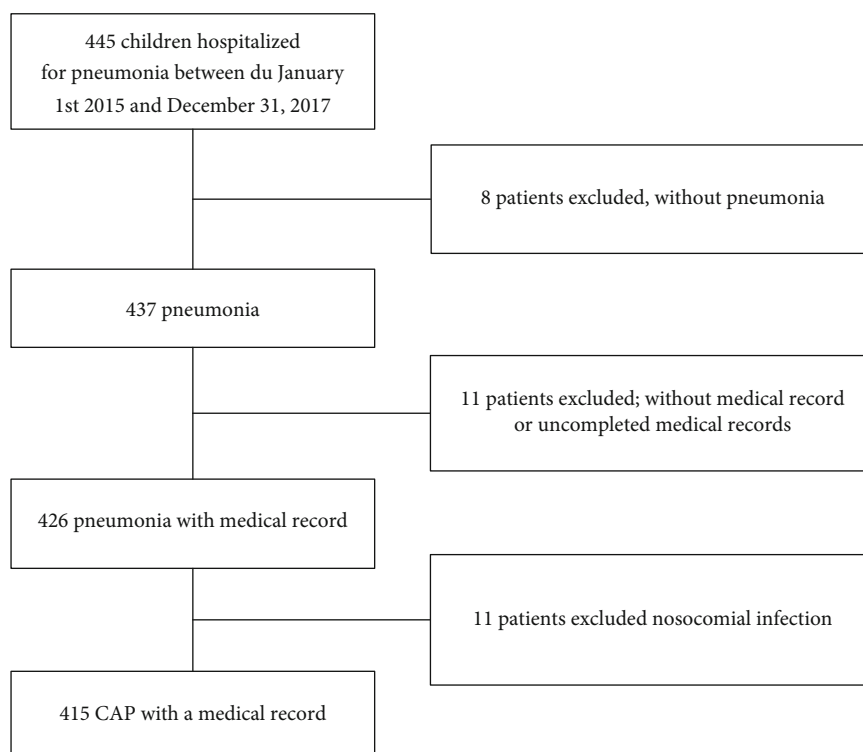 445 children hospitalized
for pneumonia between du January
1st 2015 and December 31, 2017
8 patients excluded, without pneumonia
437 pneumonia
11 patients excluded; without medical record
or uncompleted medical records
426 pneumonia with medical record
11 patients excluded nosocomial infection
415 CAP with a medical record